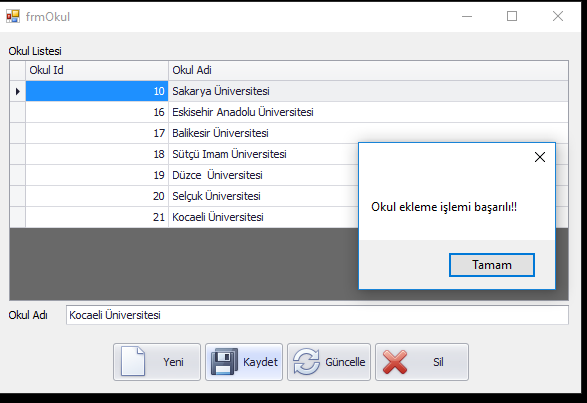 frmOkul
Okul Listesi
Okul Id Okul Adi
10 Sakarya Üniversitesi
16 Eskisehir Anadolu Üniversitesi
17 Balikesir Üniversitesi
18 Sütçü Imam Üniversitesi
19 Düzce Üniversitesi
20 Selçuk Üniversitesi
21 Kocaeli Üniversitesi
Okul ekleme işlemi başarılı!!
Tamam
Okul Adı Kocaeli Üniversitesi
Yeni Kaydet Güncelle Sil